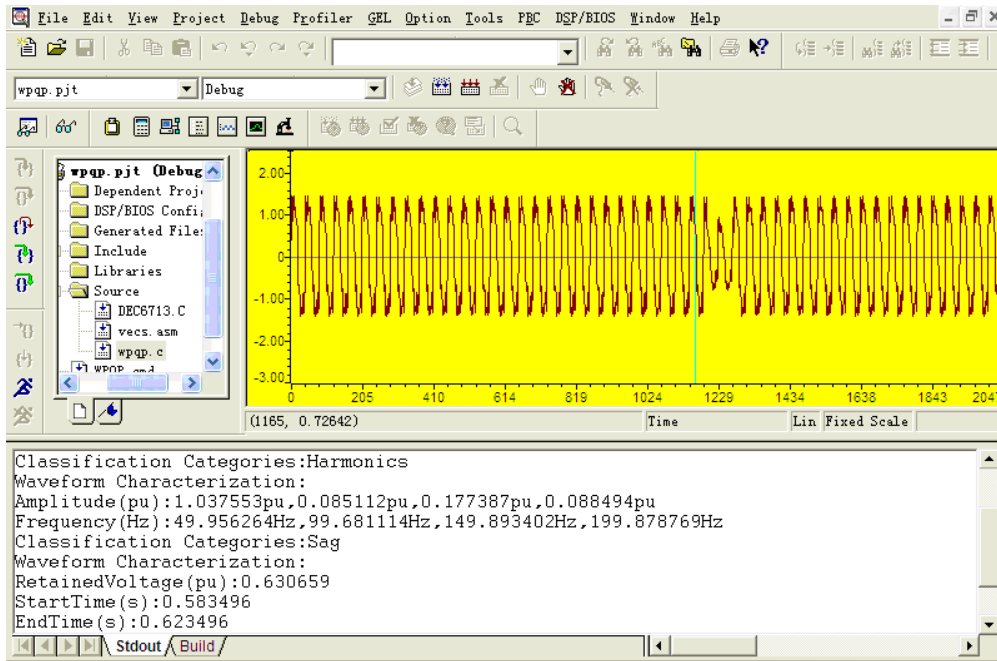 File Edit View Project Debug Profiler GEL Option Tools PBC DSP/BIOS Window Help
wpqp.pjt Debug
wpqp.pjt (Debug
Dependent Proj
DSP/BIOS Confi
Generated File
Include
Libraries
Source
DEC6713.C
vecs.asm
wpqp.c
WPQP.cmd
2.00
1.00
0
-1.00
-2.00
-3.00
0 205 410 614 819 1024 1229 1434 1638 1843 204
(1165, 0.72642) Time Lin Fixed Scale
Classification Categories:Harmonics
Waveform Characterization:
Amplitude(pu):1.037553pu,0.085112pu,0.177387pu,0.088494pu
Frequency(Hz):49.956264Hz,99.681114Hz,149.893402Hz,199.878769Hz
Classification Categories:Sag
Waveform Characterization:
RetainedVoltage(pu):0.630659
StartTime(s):0.583496
EndTime(s):0.623496
Stdout Build